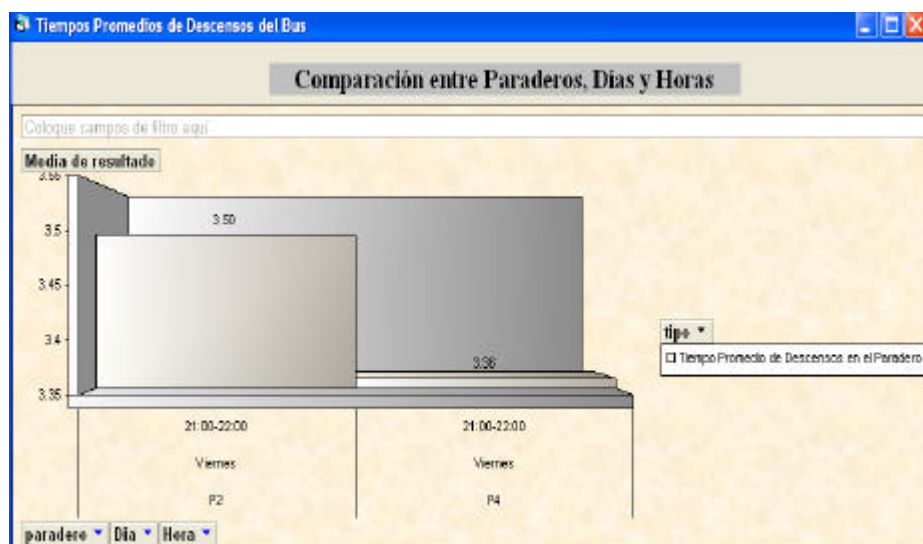 Tiempos Promedios de Descensos del Bus
Comparación entre Paraderos, Días y Horas
Coloque campos de filtro aquí
Media de resultado
3.55
3.5
3.45
3.4
3.35
3.50
3.36
21:00-22:00
21:00-22:00
Viernes
Viernes
P2
P4
tipo
Tiempo Promedio de Descensos en el Paradero
paradero Dia Hora